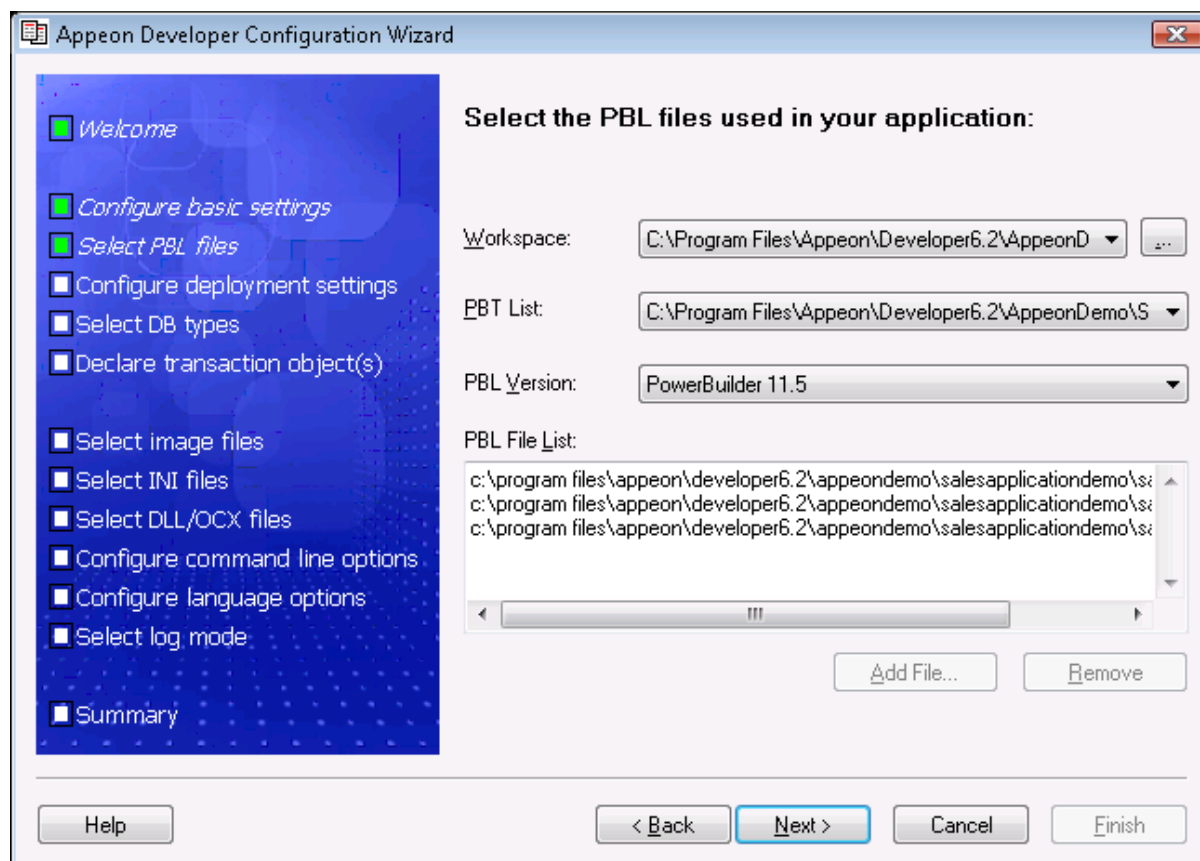 Appeon Developer Configuration Wizard
Welcome
Configure basic settings
Select PBL files
Configure deployment settings
Select DB types
Declare transaction object(s)
Select image files
Select INI files
Select DLL/OCX files
Configure command line options
Configure language options
Select log mode
Summary
Select the PBL files used in your application:
Workspace: C:\Program Files\Appeon\Developer6.2\AppeonD ...
PBT List: C:\Program Files\Appeon\Developer6.2\AppeonDemo\S
PBL Version: PowerBuilder 11.5
PBL File List:
c:\program files\appeon\developer6.2\appeondemo\salesapplicationdemo\sa
c:\program files\appeon\developer6.2\appeondemo\salesapplicationdemo\sa
c:\program files\appeon\developer6.2\appeondemo\salesapplicationdemo\sa
Add File... Remove
Help < Back Next > Cancel Finish